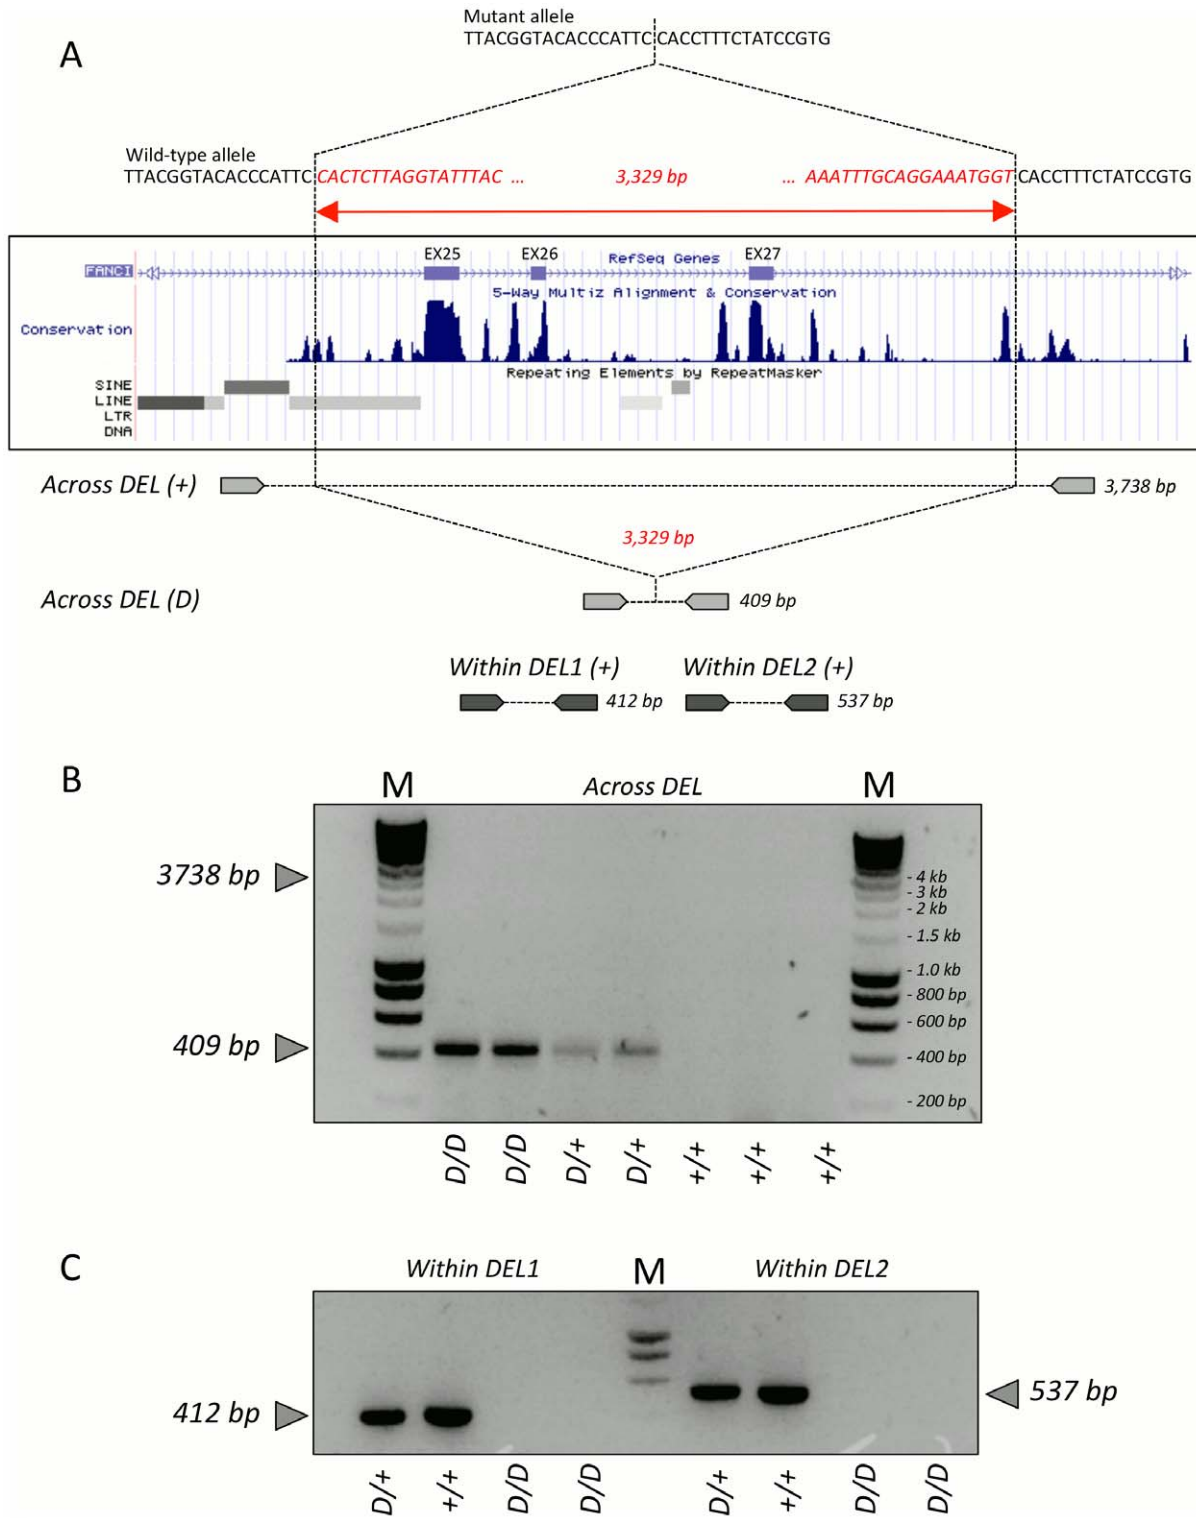 A
Mutant allele
TTACGGTACACCCATTC CACCTTTCTATCCGTG
Wild-type allele
TTACGGTACACCCATTC CACTCTTAGGTATTTAC ... 3,329 bp ... AAATTTGCAGGAAATGGT CACCTTTCTATCCGTG
EX25 EX26 EX27
RefSeq Genes
FANCI
5-Way Multiz Alignment & Conservation
Conservation
Repeating Elements by RepeatMasker
SINE
LINE
LTR
DNA
Across DEL (+) 3,738 bp
3,329 bp
Across DEL (D) 409 bp
Within DEL1 (+) Within DEL2 (+)
412 bp 537 bp
B
M Across DEL M
3738 bp
- 4 kb
- 3 kb
- 2 kb
- 1.5 kb
- 1.0 kb
- 800 bp
- 600 bp
409 bp
- 400 bp
- 200 bp
D/D D/D D/+ D/+ +/+ +/+ +/+
C
Within DEL1 M Within DEL2
537 bp
412 bp
D/+ +/+ D/D D/D D/+ +/+ D/D D/D